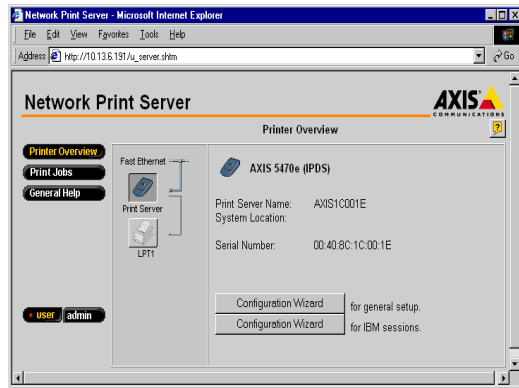 Network Print Server - Microsoft Internet Explorer
File Edit View Favorites Tools Help
Address http://10.13.6.191/u_server.shtm Go
Network Print Server
AXIS
COMMUNICATIONS
Printer Overview
?
Printer Overview
Print Jobs
General Help
Fast Ethernet
Print Server
LPT1
AXIS 5470e (IPDS)
Print Server Name: AXIS1C001E
System Location:
Serial Number: 00:40:8C:1C:00:1E
Configuration Wizard for general setup.
Configuration Wizard for IBM sessions.
user admin